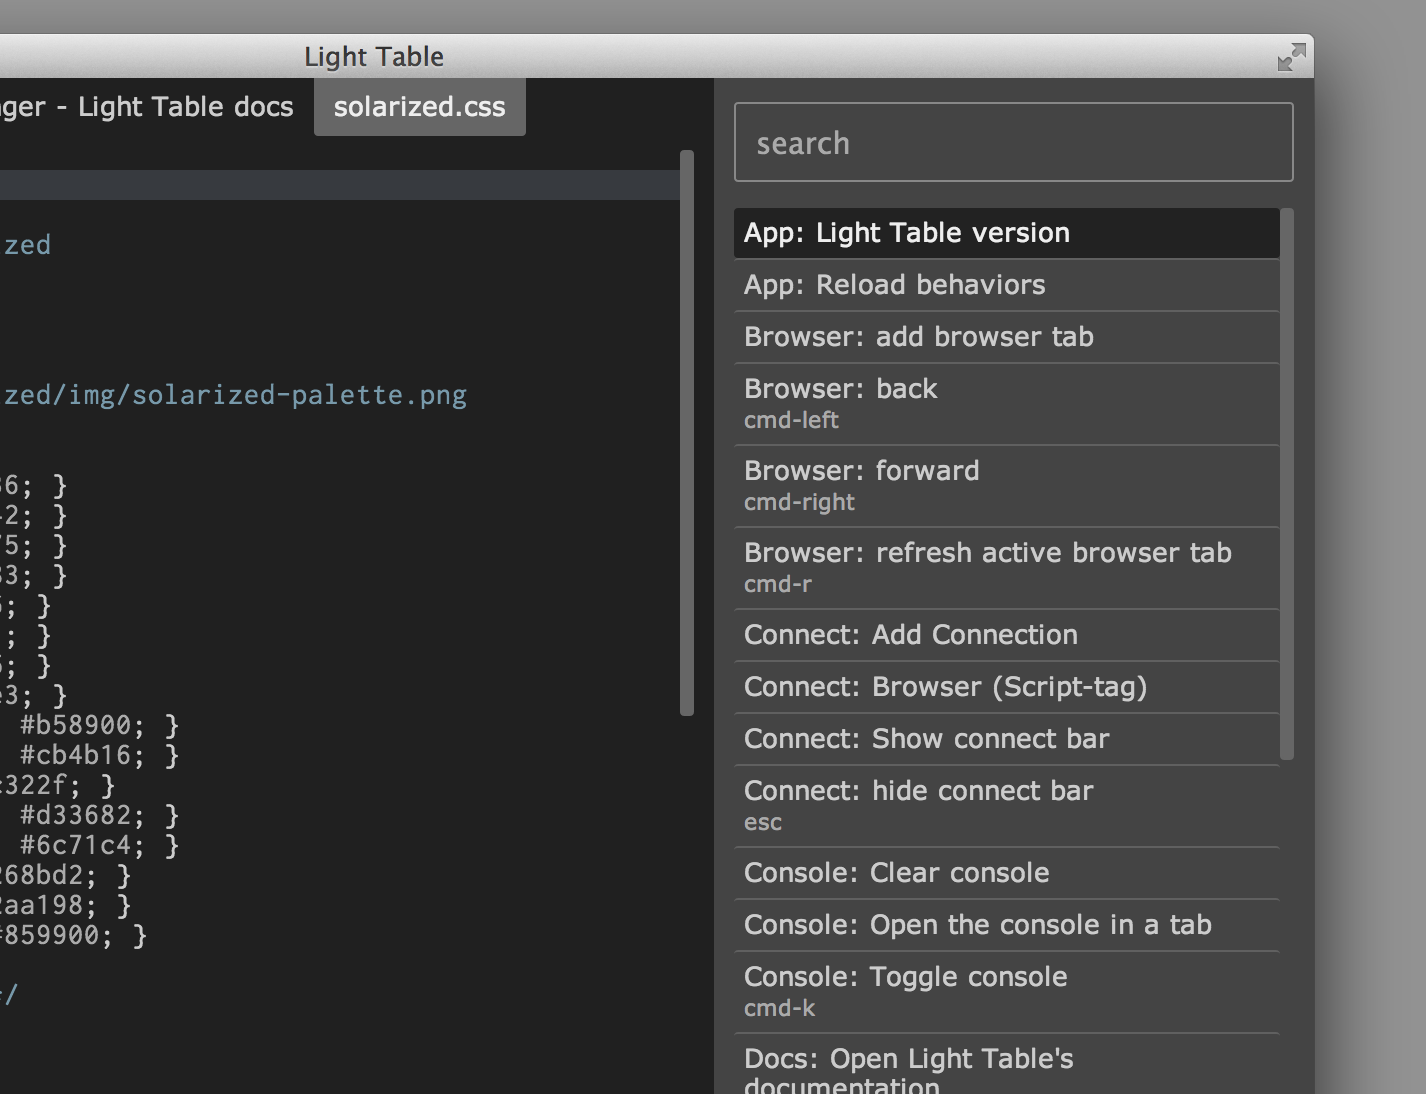 Light Table
ger - Light Table docs
solarized.css
zed
zed/img/solarized-palette.png
6; }
2; }
5; }
3; }
; }
; }
; }
e3; }
#b58900; }
#cb4b16; }
c322f; }
#d33682; }
#6c71c4; }
268bd2; }
2aa198; }
#859900; }
*/
search
App: Light Table version
App: Reload behaviors
Browser: add browser tab
Browser: back
cmd-left
Browser: forward
cmd-right
Browser: refresh active browser tab
cmd-r
Connect: Add Connection
Connect: Browser (Script-tag)
Connect: Show connect bar
Connect: hide connect bar
esc
Console: Clear console
Console: Open the console in a tab
Console: Toggle console
cmd-k
Docs: Open Light Table's
documentation